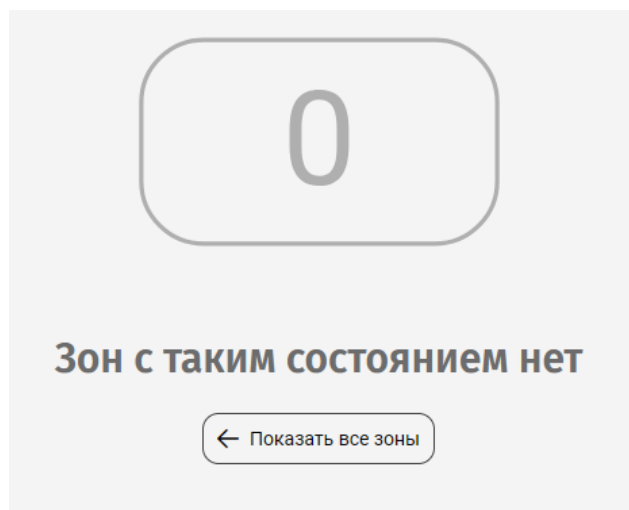 0
Зон с таким состоянием нет
← Показать все зоны